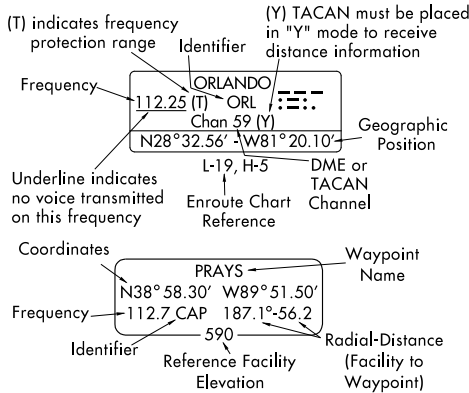 (T) indicates frequency
protection range
Identifier
(Y) TACAN must be placed
in "Y" mode to receive
distance information
Frequency
ORLANDO
112.25 (T) ORL
Chan 59 (Y)
N28°32.56' - W81°20.10'
Geographic
Position
Underline indicates
no voice transmitted
on this frequency
L-19, H-5
Enroute Chart
Reference
DME or
TACAN
Channel
Coordinates
PRAYS
Waypoint
Name
N38°58.30' W89°51.50'
Frequency
112.7 CAP 187.1°-56.2
590
Identifier
Reference Facility
Elevation
Radial-Distance
(Facility to
Waypoint)